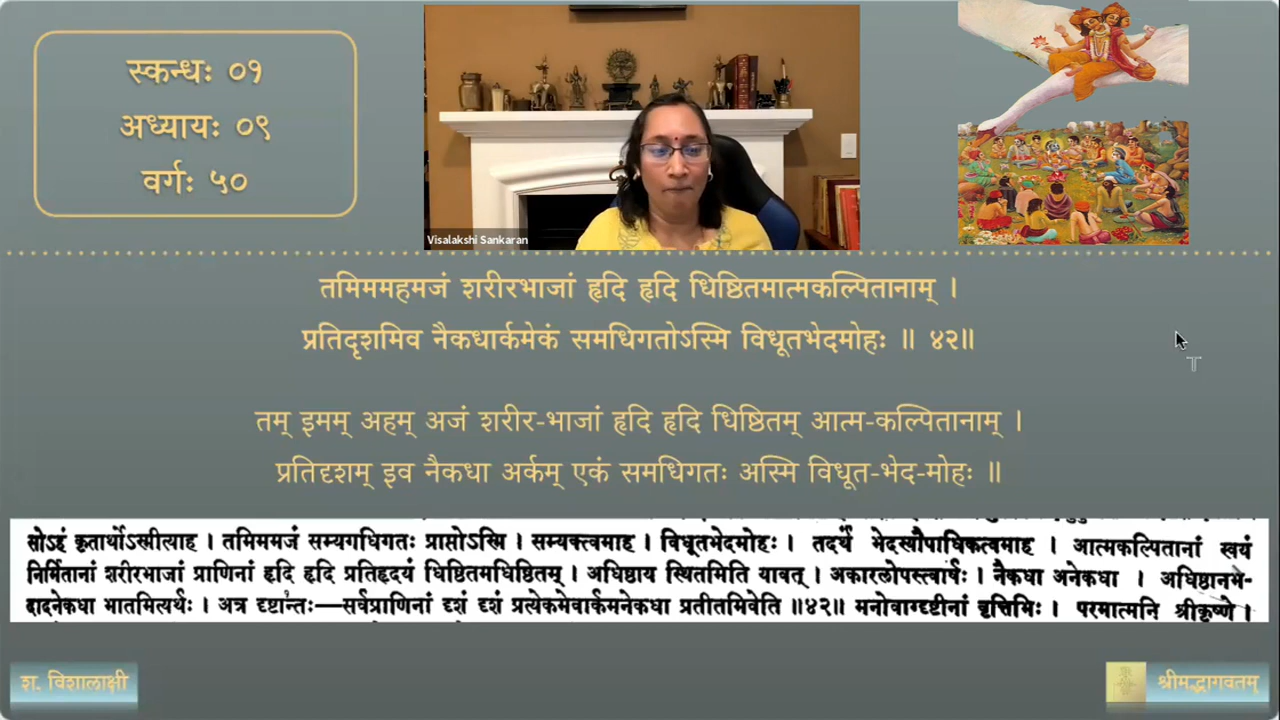 स्कन्धः ०१
अध्यायः ०९
वर्गः ५०
Visalakshi Sankaran
तमिममहमजं शरीरभाजां हृदि हृदि धिष्ठितमात्मकल्पितानाम् ।
प्रतिदृशमिव नैकधार्कमेकं समधिगतोऽस्मि विधूतभेदमोहः ॥ ४२॥
तम् इमम् अहम् अजं शरीर-भाजां हृदि हृदि धिष्ठितम् आत्म-कल्पितानाम् ।
प्रतिदृशम् इव नैकधा अर्कम् एकं समधिगतः अस्मि विधूत-भेद-मोहः ॥
सोऽहं कृतार्थोऽस्मीत्याह । तमिममजं सम्यगधिगतः प्राप्तोऽस्मि । सम्यक्त्वमाह । विधूतभेदमोहः । तदर्थं भेदस्यौपाधिकत्वमाह । आत्मकल्पितानां स्वयं
निर्मितानां शरीरभाजां प्राणिनां हृदि हृदि प्रतिहृदयं धिष्ठितमधिष्ठितम् । अधिष्ठाय स्थितमिति यावत् । अकारलोपस्त्वार्षः । नैकधा अनेकधा । अधिष्ठानभे-
दादनेकधा भातमित्यर्थः । अत्र दृष्टांन्तः—सर्वप्राणिनां दृशं दृशं प्रत्येकमेवार्कमनेकधा प्रतीतमिवेति ॥४२॥ मनोवाग्दृष्टीनां वृत्तिभिः । परमात्मनि श्रीकृष्णे ।
श. विशालाक्षी
श्रीमद्भागवतम्